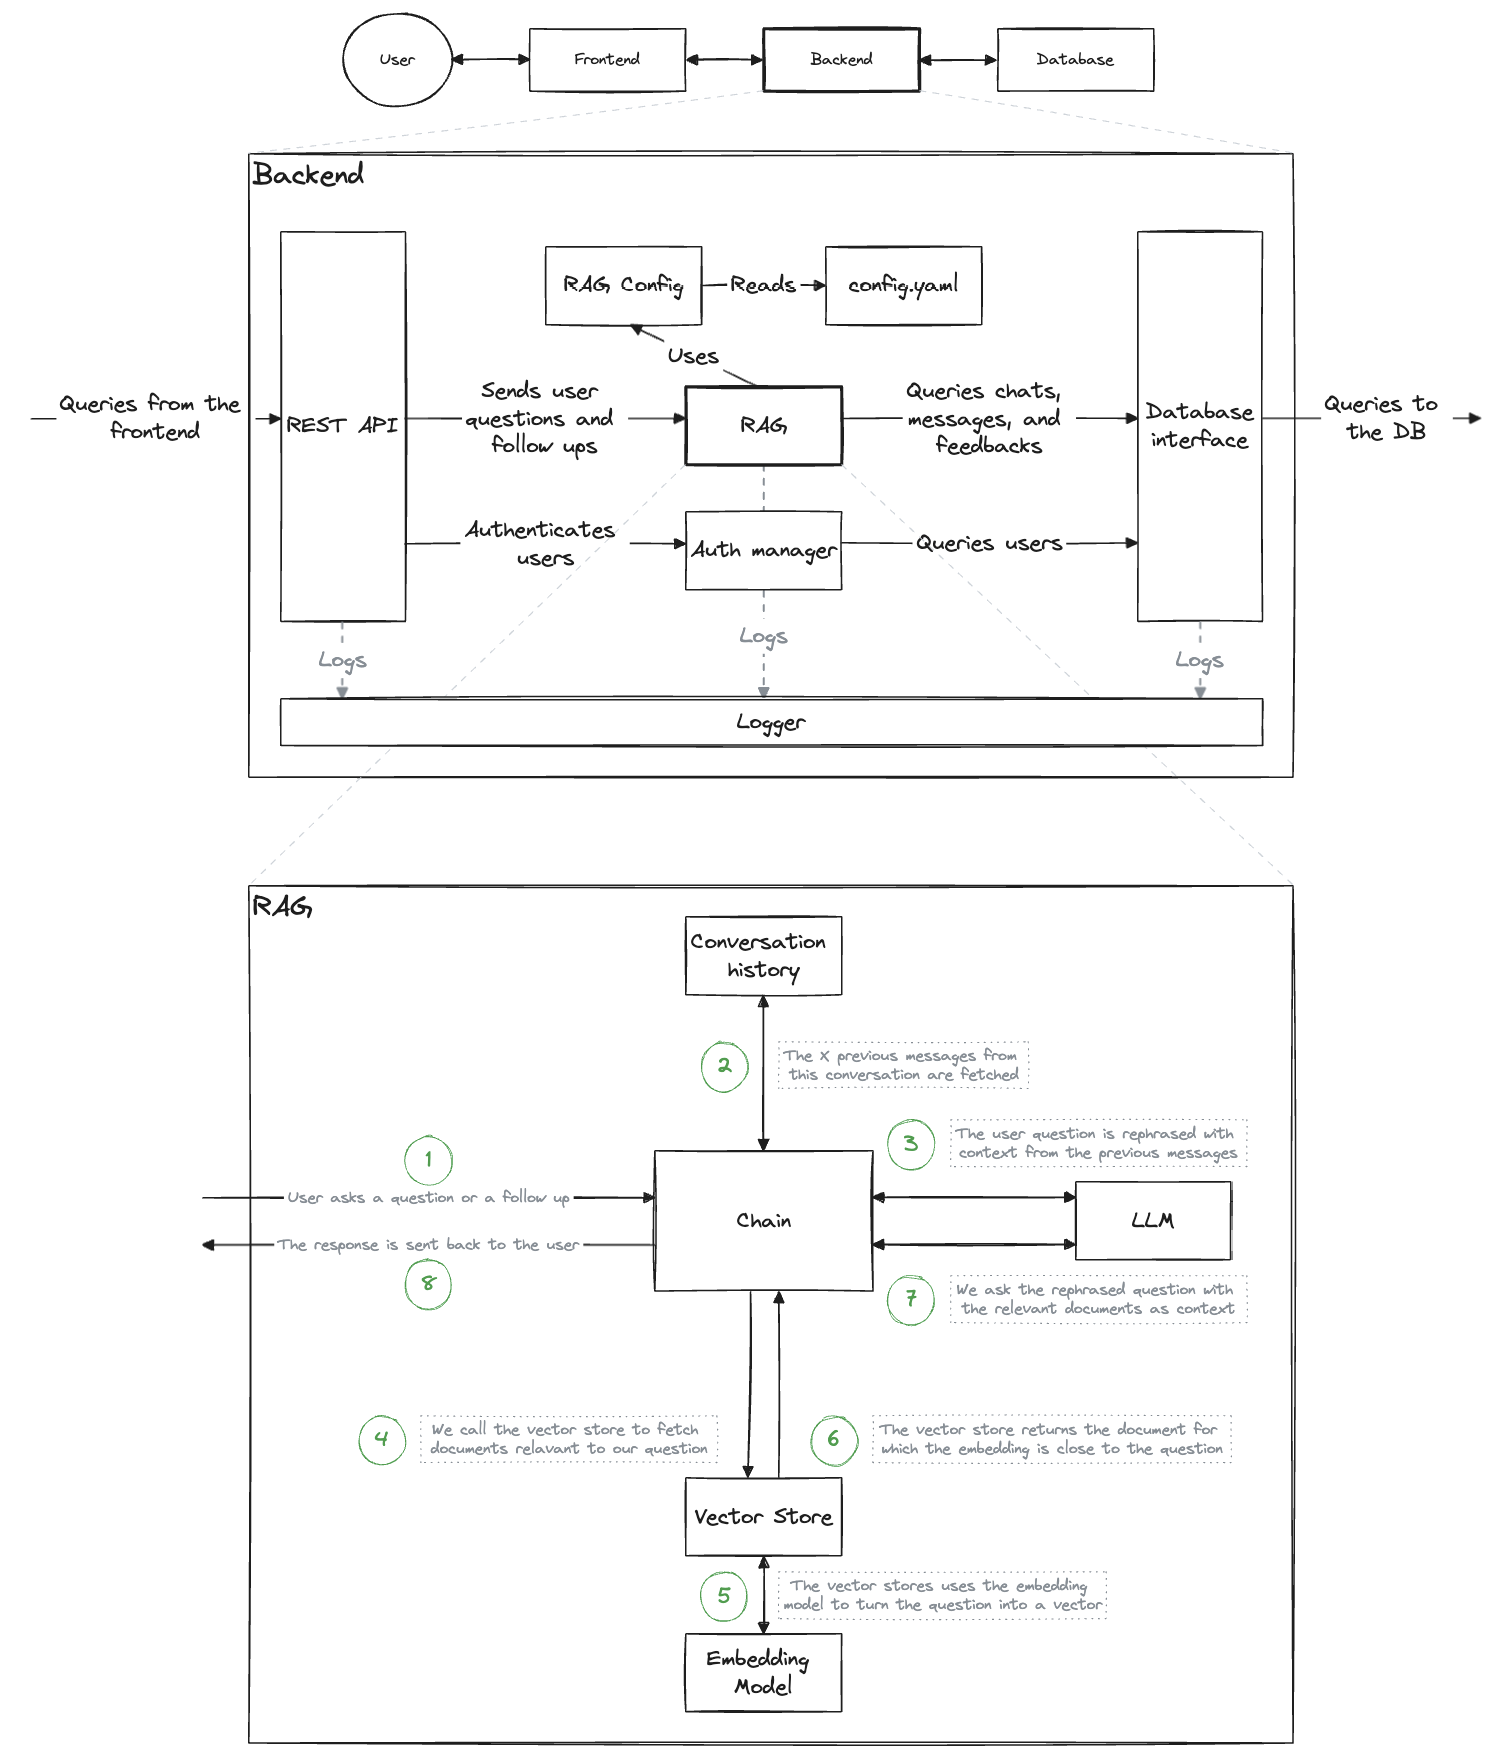 User
Frontend
Backend
Database
Backend
RAG Config
Reads
config.yaml
Uses
Queries from the
frontend
REST API
Sends user
questions and
follow ups
RAG
Queries chats,
messages, and
feedbacks
Database
interface
Queries to
the DB
Authenticates
users
Auth manager
Queries users
Logs
Logs
Logs
Logger
RAG
Conversation
history
2
The X previous messages from
this conversation are fetched
1
User asks a question or a follow up
3
The user question is rephrased with
context from the previous messages
Chain
LLM
The response is sent back to the user
8
7
We ask the rephrased question with
the relevant documents as context
4
We call the vector store to fetch
documents relavant to our question
6
The vector store returns the document for
which the embedding is close to the question
Vector Store
5
The vector stores uses the embedding
model to turn the question into a vector
Embedding
Model